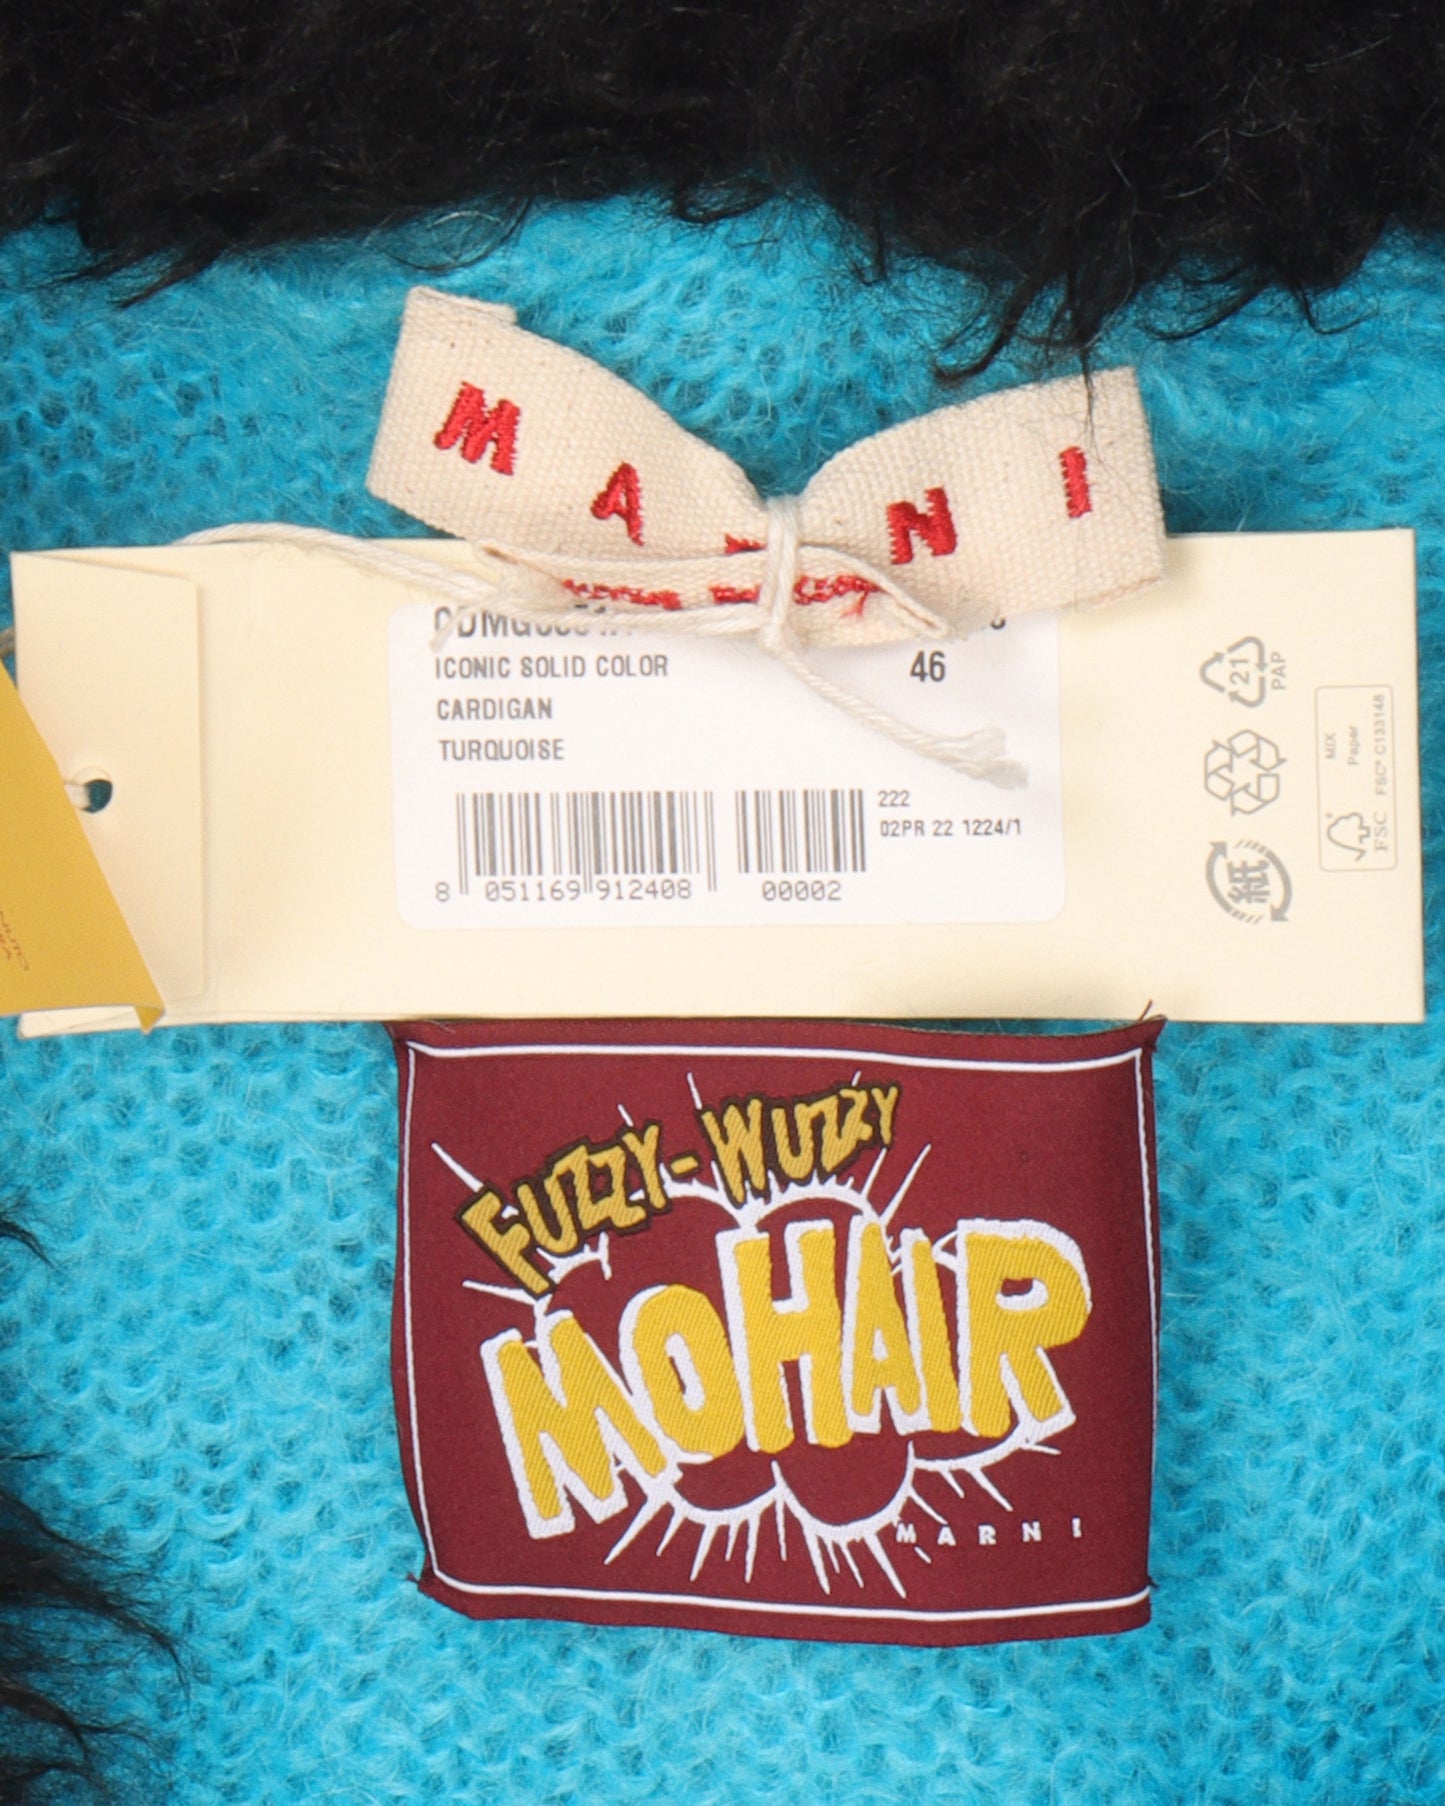 MARNI
46
ICONIC SOLID COLOR
CARDIGAN
TURQUOISE
222
02PR 22 1224/1
8 051169 912408
00002
21
PAP
紙
MIX
Paper
FSC® C133148
FSC
FUZZY-WUZZY
MOHAIR
MARNI